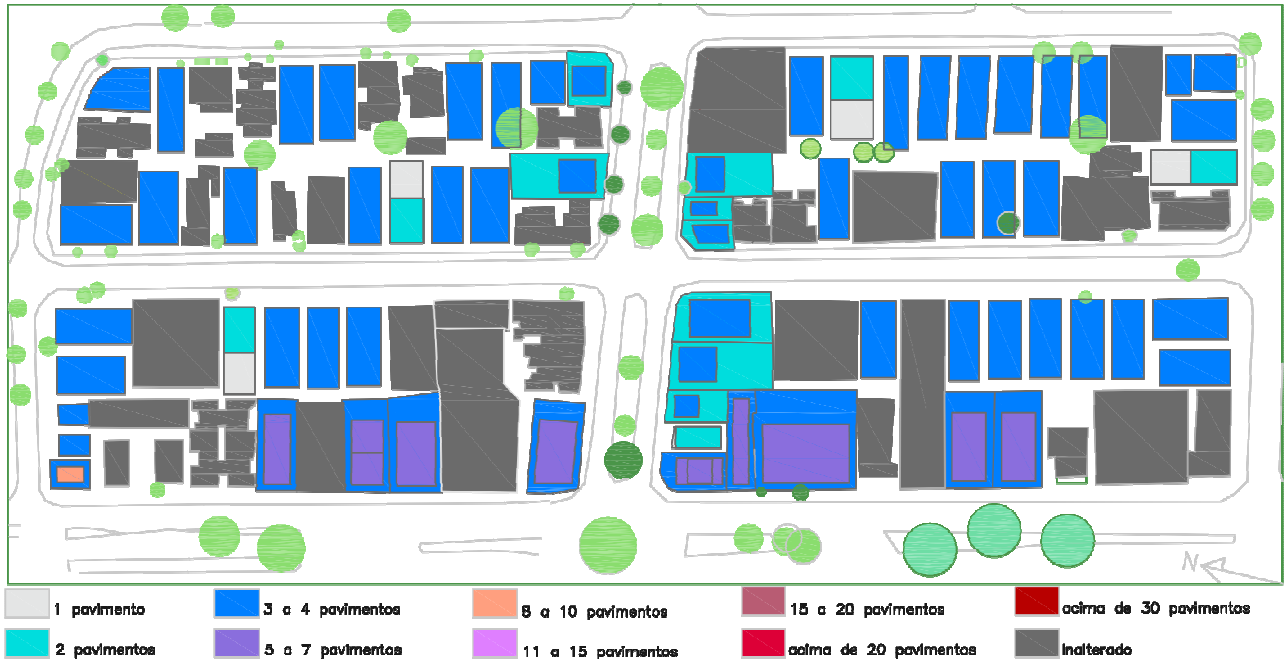 N
1 pavimento
3 a 4 pavimentos
8 a 10 pavimentos
15 a 20 pavimentos
acima de 30 pavimentos
2 pavimentos
5 a 7 pavimentos
11 a 15 pavimentos
acima de 20 pavimentos
Inalterado